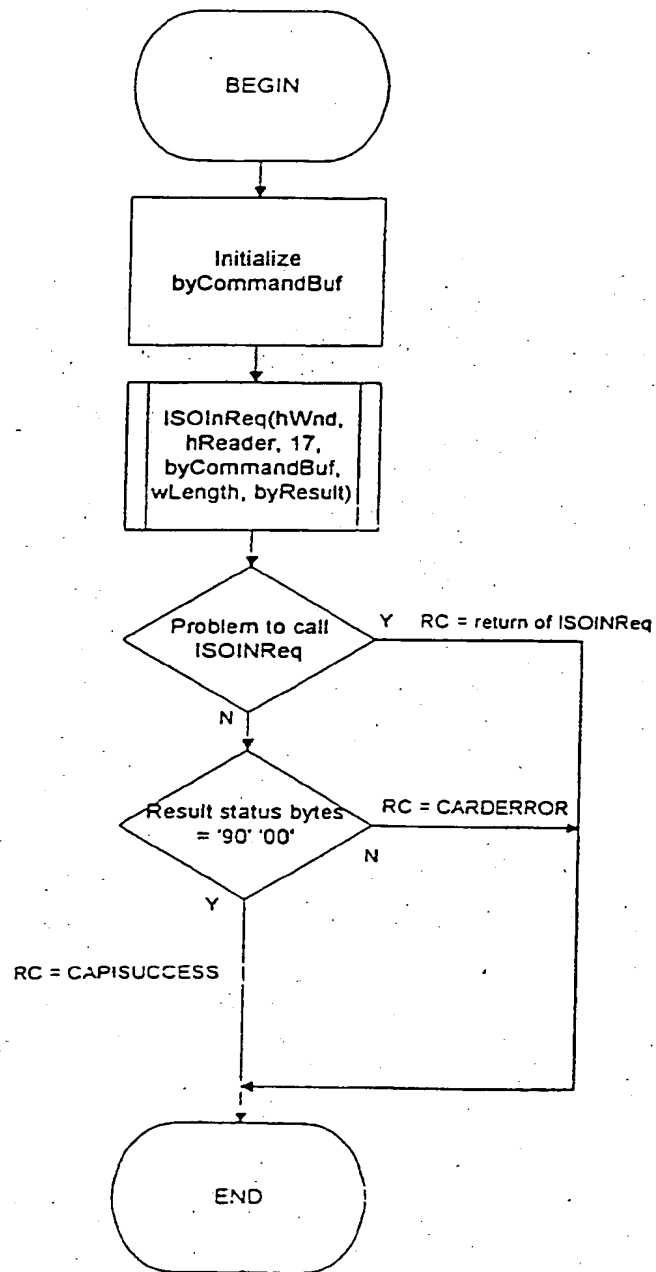 BEGIN
Initialize
byCommandBuf
ISOInReq(hWnd,
hReader, 17,
byCommandBuf,
wLength, byResult)
Problem to call
ISOINReq
Y
RC = return of ISOINReq
N
Result status bytes
= '90' '00'
RC = CARDERROR
N
Y
RC = CAPISUCCESS
END